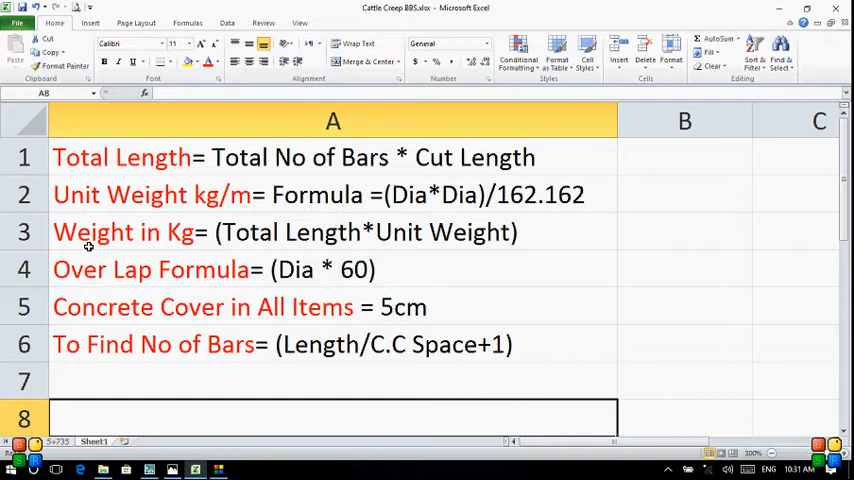 Cattle Creep BBS.xlsx - Microsoft Excel
File Home Insert Page Layout Formulas Data Review View
Cut
Calibri 11 A A Wrap Text General AutoSum
Copy Fill
Paste Format Painter B I U A Merge & Center $ % , Conditional Formatting Format as Table Cell Styles Insert Delete Format Clear Sort & Filter Find & Select
Clipboard Font Alignment Number Styles Cells Editing
A8 fx
A B C
1 Total Length= Total No of Bars * Cut Length
2 Unit Weight kg/m= Formula =(Dia*Dia)/162.162
3 Weight in Kg= (Total Length*Unit Weight)
4 Over Lap Formula= (Dia * 60)
5 Concrete Cover in All Items = 5cm
6 To Find No of Bars= (Length/C.C Space+1)
7
8
5+735 Sheet1
200%
ENG 10:31 AM